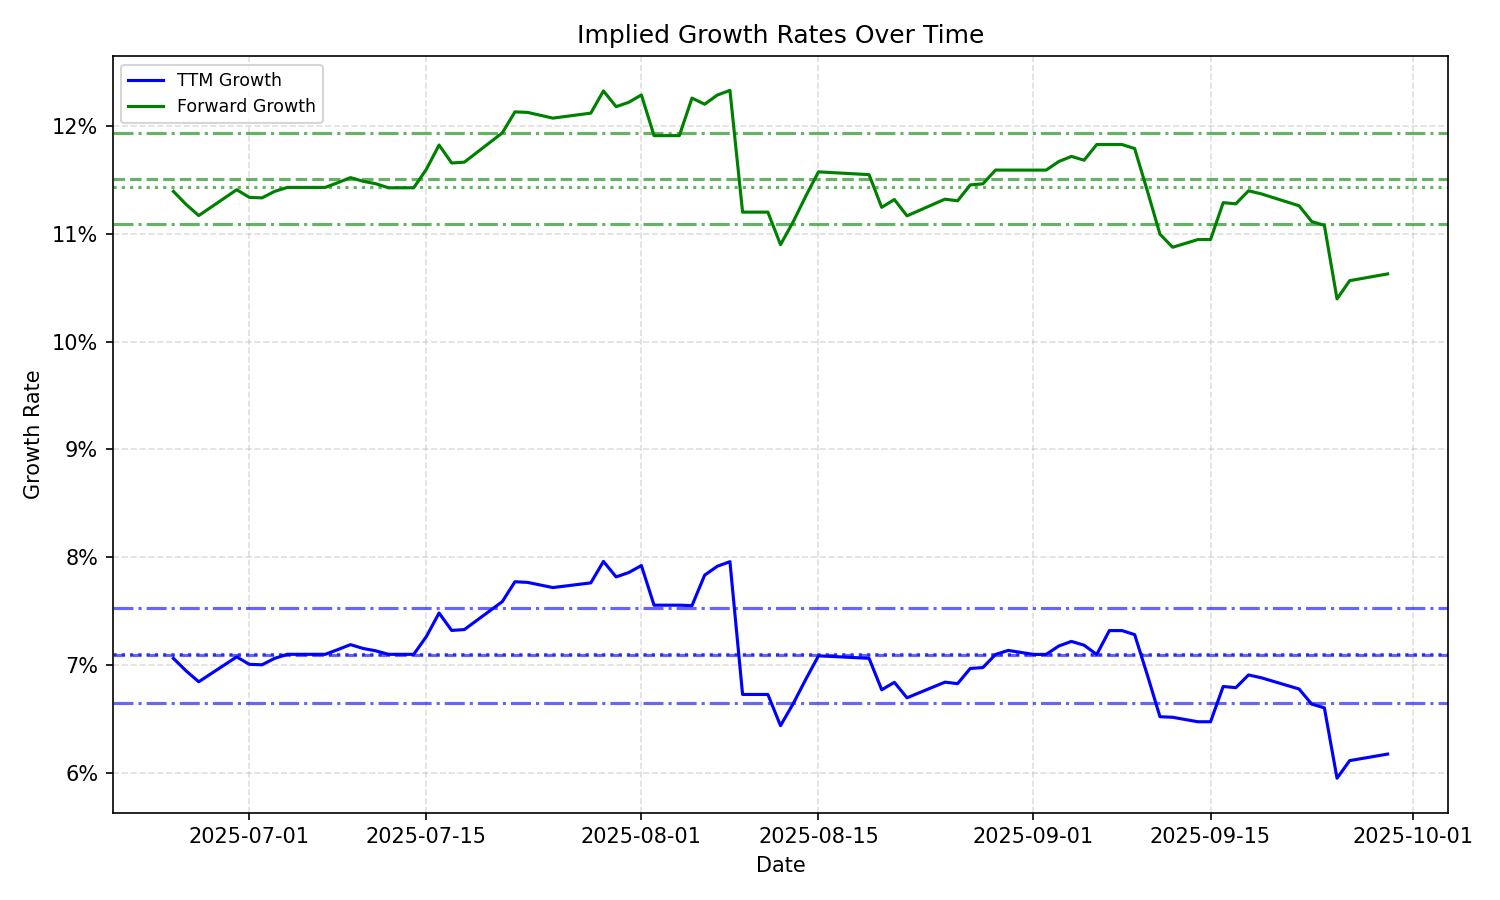 Implied Growth Rates Over Time
TTM Growth
Forward Growth
12%
11%
10%
9%
8%
7%
6%
Growth Rate
2025-07-01
2025-07-15
2025-08-01
2025-08-15
2025-09-01
2025-09-15
2025-10-01
Date